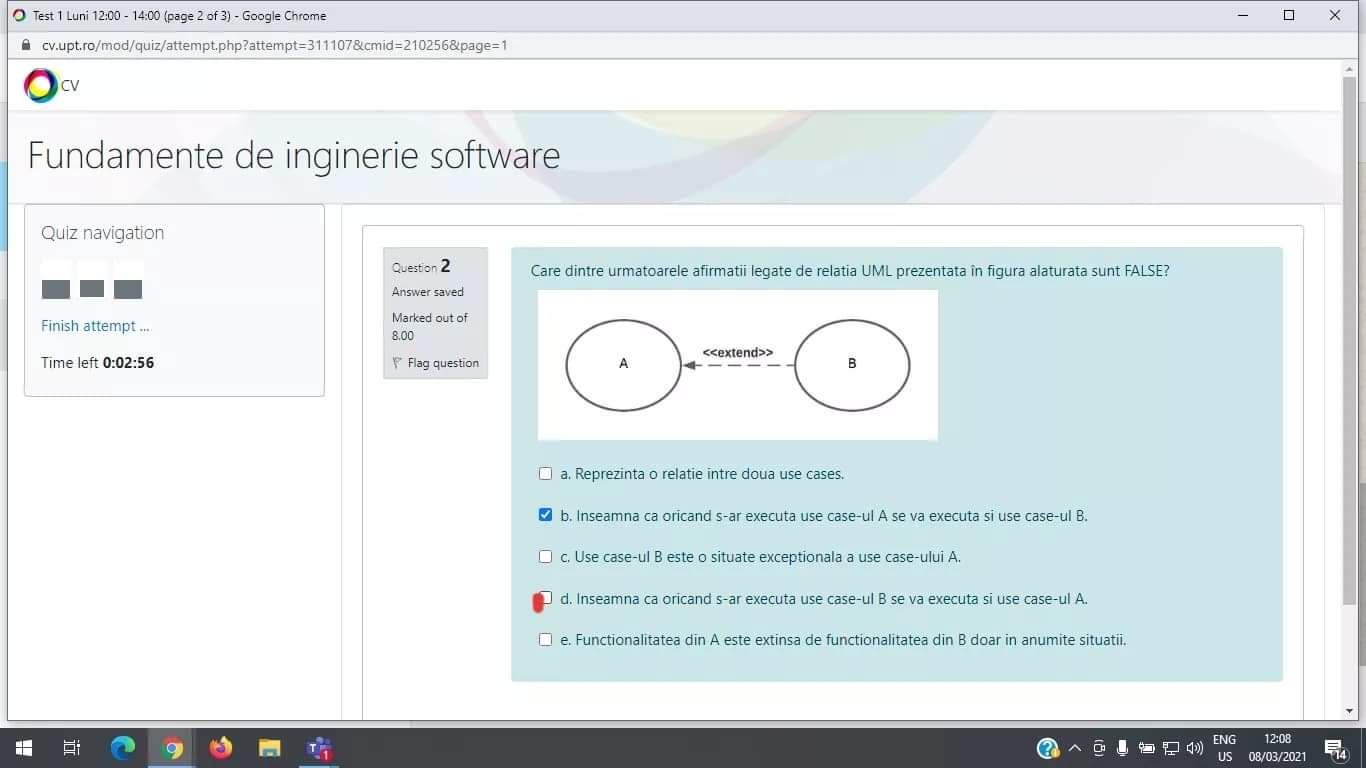 Test 1 Luni 12:00 - 14:00 (page 2 of 3) - Google Chrome
cv.upt.ro/mod/quiz/attempt.php?attempt=311107&cmid=210256&page=1
CV
Fundamente de inginerie software
Quiz navigation
Finish attempt ...
Time left 0:02:56
Question 2
Answer saved
Marked out of
8.00
Flag question
Care dintre urmatoarele afirmatii legate de relatia UML prezentata în figura alaturata sunt FALSE?
A
<<extend>>
B
a. Reprezinta o relatie intre doua use cases.
b. Inseamna ca oricand s-ar executa use case-ul A se va executa si use case-ul B.
c. Use case-ul B este o situate exceptionala a use case-ului A.
d. Inseamna ca oricand s-ar executa use case-ul B se va executa si use case-ul A.
e. Functionalitatea din A este extinsa de functionalitatea din B doar in anumite situatii.
ENG
US
12:08
08/03/2021
1
14